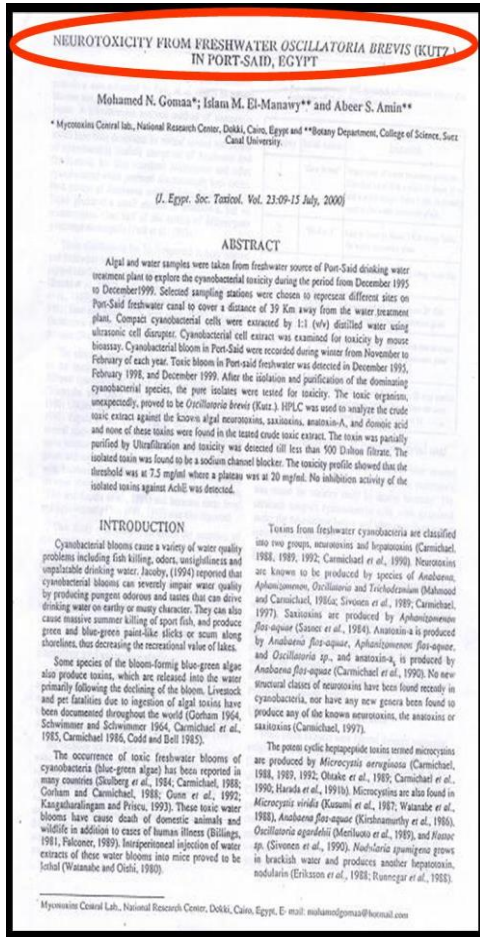 NEUROTOXICITY FROM FRESHWATER OSCILLATORIA BREVIS (KUTZ.)
IN PORT-SAID, EGYPT
Mohamed N. Gomaa*; Islam M. El-Manawy** and Abeer S. Amin**
* Mycotoxins Central lab., National Research Center, Dokki, Cairo, Egypt and **Botany Department, College of Science, Suez
Canal University.
(J. Egypt. Soc. Taxicol. Vol. 23:09-15 July, 2000)
ABSTRACT
Algal and water samples were taken from freshwater source of Port-Said drinking water
treatment plant to explore the cyanobacterial toxicity during the period from December 1995
to December1999. Selected sampling stations were chosen to represent different sites on
Port-Said freshwater canal to cover a distance of 39 Km away from the water treatment
plant. Compact cyanobacterial cells were extracted by 1:1 (w/v) distilled water using
ultrasonic cell disrupter. Cyanobacterial cell extract was examined for toxicity by mouse
bioassay. Cyanobacterial bloom in Port-Said were recorded during winter from November to
February of each year. Toxic bloom in Port-said freshwater was detected in December 1995,
February 1998, and December 1999. After the isolation and purification of the dominating
cyanobacterial species, the pure isolates were tested for toxicity. The toxic organism,
unexpectedly, proved to be Oscillatoria brevis (Kutz.). HPLC was used to analyze the crude
toxic extract against the known algal neurotoxins, saxitoxins, anatoxin-A, and domoic acid
and none of these toxins were found in the tested crude toxic extract. The toxin was partially
purified by Ultrafiltration and toxicity was detected till less than 500 Dalton filtrate. The
isolated toxin was found to be a sodium channel blocker. The toxicity profile showed that the
threshold was at 7.5 mg/ml where a plateau was at 20 mg/ml. No inhibition activity of the
isolated toxins against AchE was detected.
INTRODUCTION
Cyanobacterial blooms cause a variety of water quality
problems including fish killing, odors, unsightliness and
unpalatable drinking water. Jacoby, (1994) reported that
cyanobacterial blooms can severely impair water quality
by producing pungent odorous and tastes that can drive
drinking water on earthy or musty character. They can also
cause massive summer killing of sport fish, and produce
green and blue-green paint-like slicks or scum along
shorelines, thus decreasing the recreational value of lakes.
Some species of the bloom-formig blue-green algae
also produce toxins, which are released into the water
primarily following the declining of the bloom. Livestock
and pet fatalities due to ingestion of algal toxins have
been documented throughout the world (Gorham 1964,
Schwimmer and Schwimmer 1964, Carmichael et al.,
1985, Carmichael 1986, Codd and Bell 1985).
The occurrence of toxic freshwater blooms of
cyanobacteria (blue-green algae) has been reported in
many countries (Skulberg et al., 1984; Carmichael, 1988;
Gorham and Carmichael, 1988; Gunn et al., 1992;
Kangatharalingam and Priscu, 1993). These toxic water
blooms have cause death of domestic animals and
wildlife in addition to cases of human illness (Billings,
1981, Falconer, 1989). Intraperitoneal injection of water
extracts of these water blooms into mice proved to be
lethal (Watanabe and Oishi, 1980).
Toxins from freshwater cyanobacteria are classified
into two groups, neurotoxins and hepatotoxins (Carmichael,
1988, 1989, 1992; Carmichael et al., 1990). Neurotoxins
are known to be produced by species of Anabaena,
Aphanizomenon, Oscillatoria and Trichodesnium (Mahmood
and Carmichael, 1986a; Sivonen et al., 1989; Carmichael,
1997). Saxitoxins are produced by Aphanizomenon
flos-aquae (Sasner et al., 1984). Anatoxin-a is produced
by Anabaena flos-aquae, Aphanizomenon flos-aquae,
and Oscillatoria sp., and anatoxin-a, is produced by
Anabaena flos-aquae (Carmichael et al., 1990). No new
structural classes of neurotoxins have been found recently in
cyanobacteria, nor have any new genera been found to
produce any of the known neurotoxins, the anatoxins or
saxitoxins (Carmichael, 1997).
The potent cyclic heptapeptide toxins termed microcystins
are produced by Microcystis aeruginosa (Carmichael,
1988, 1989, 1992; Ohtake et al., 1989; Carmichael et al.,
1990; Harada et al., 1991b). Microcystins are also found in
Microcystis viridis (Kusumi et al., 1987; Watanabe et al.,
1988), Anabaena flos-aquae (Kirshnamurthy et al., 1986),
Oscillatoria agardehii (Meriluoto et al., 1989), and Nostoc
sp. (Sivonen et al., 1990). Nodularia spumigena grows
in brackish water and produces another hepatotoxin,
nodularin (Eriksson et al., 1988; Runnegar et al., 1988).
Mycotoxins Central Lab., National Research Center, Dokki, Cairo, Egypt, E- mail: mohamedgomaa@hotmail.com